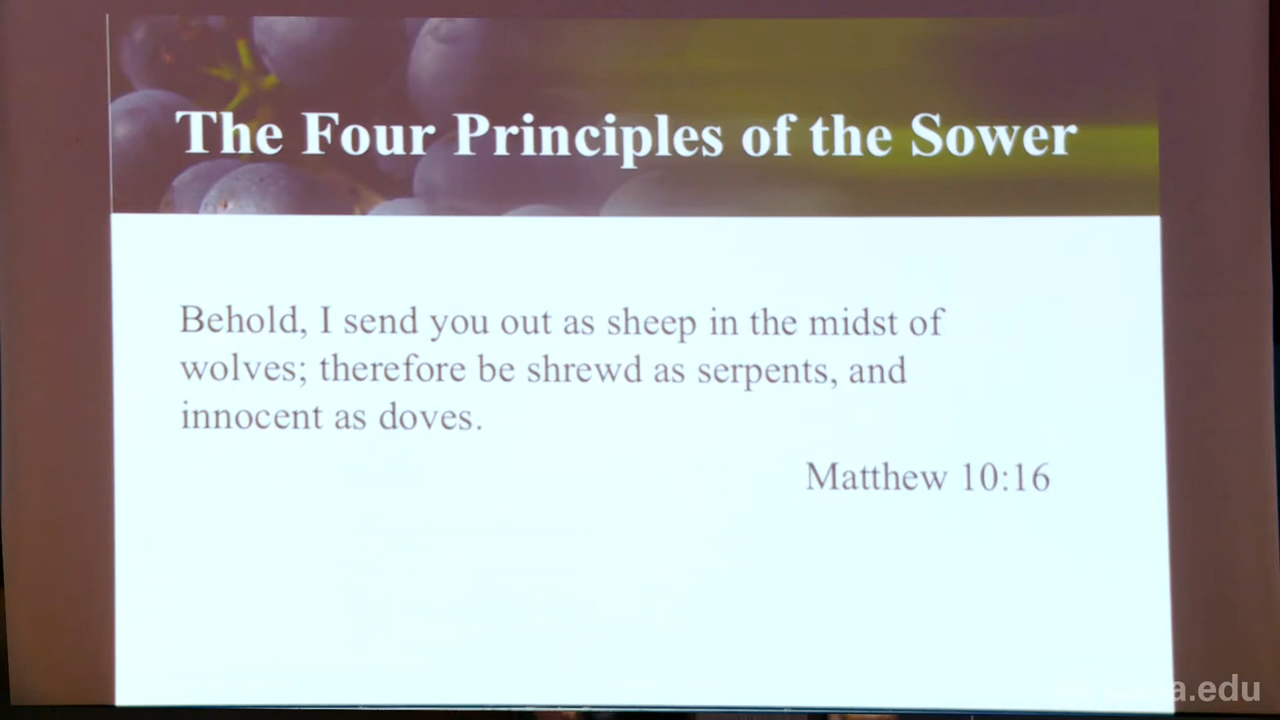 The Four Principles of the Sower
Behold, I send you out as sheep in the midst of
wolves; therefore be shrewd as serpents, and
innocent as doves.
Matthew 10:16